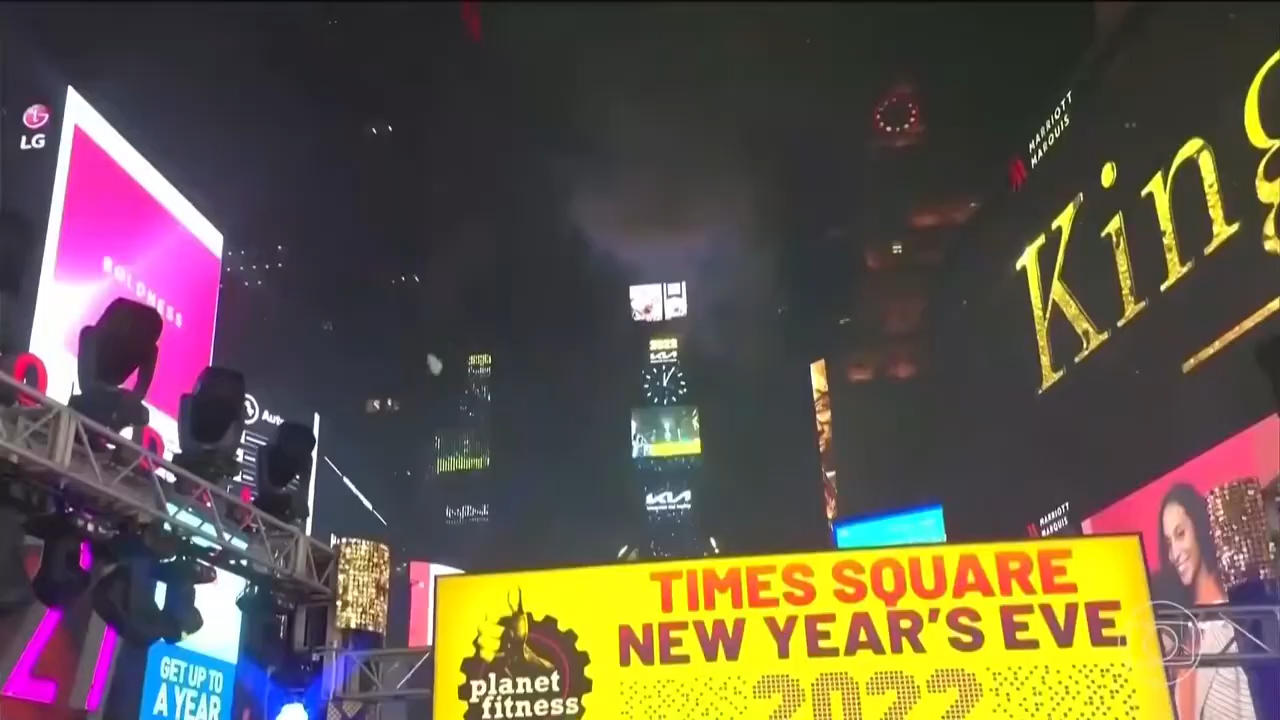 LG
BOLDNESS
MARRIOTT
MARQUIS
King
2022
KIA
KIA
MARRIOTT
MARQUIS
TIMES SQUARE
NEW YEAR'S EVE
2022
planet
fitness
GET UP TO
A YEAR